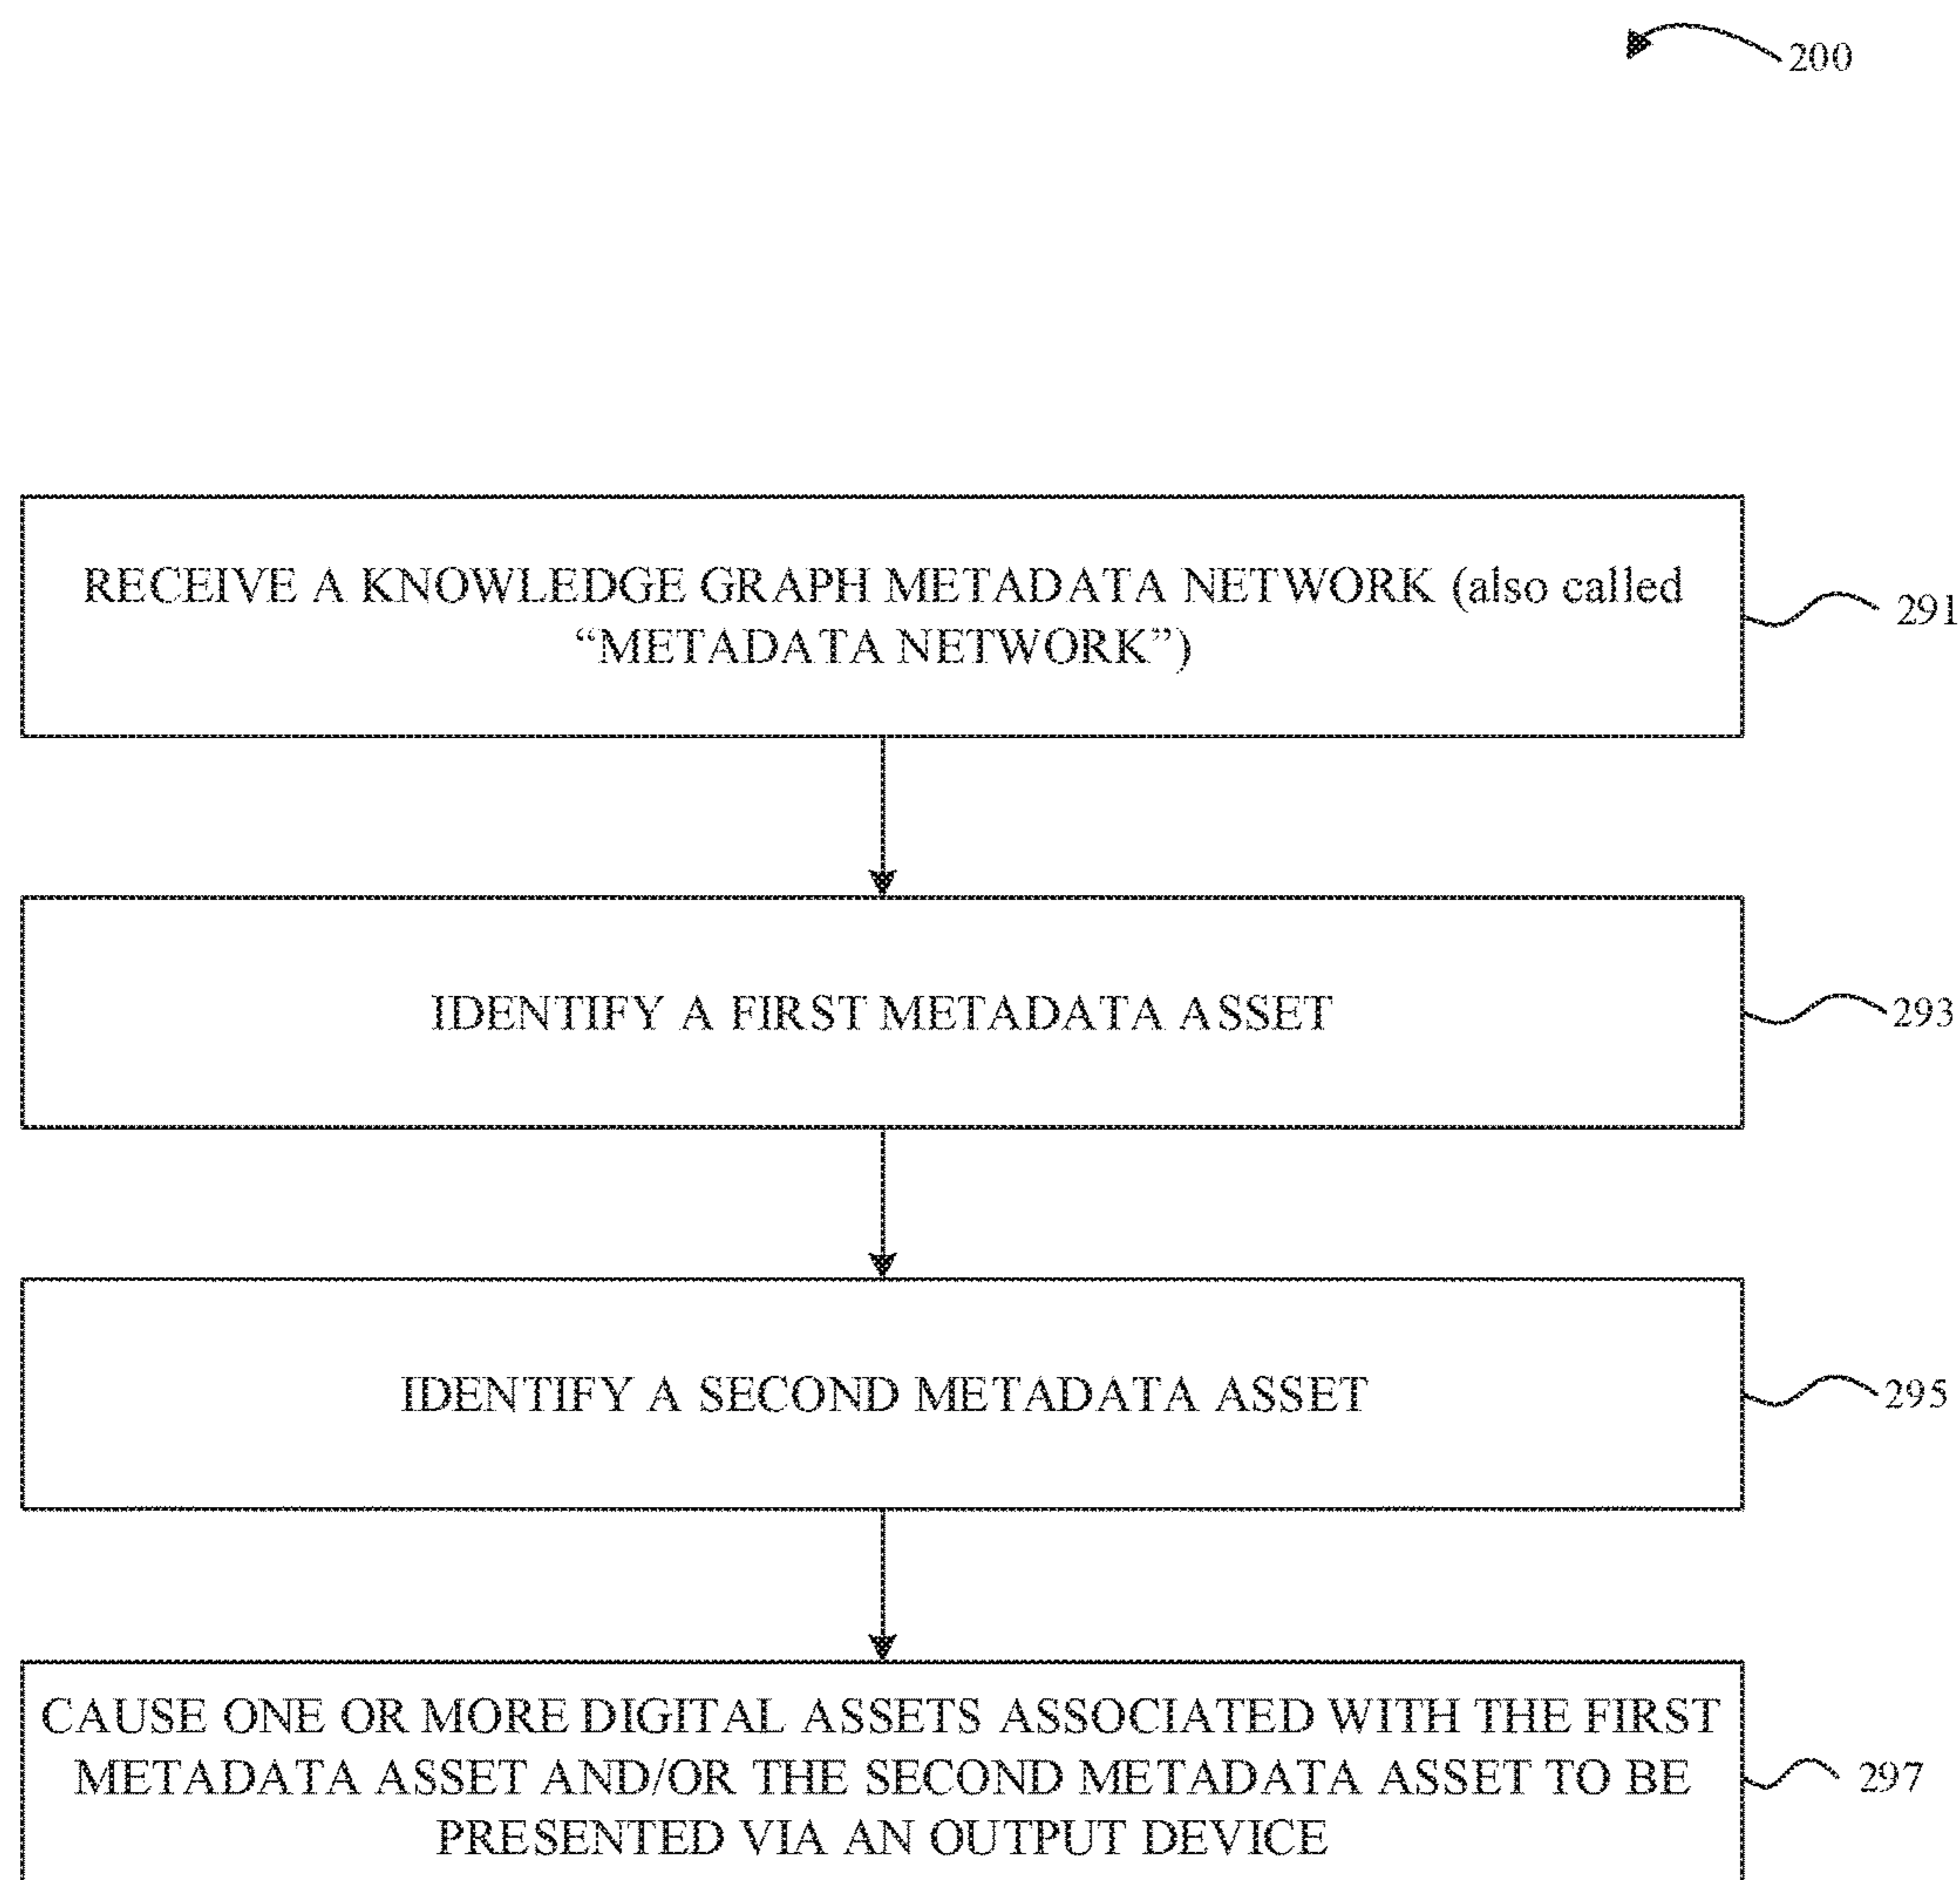 200
RECEIVE A KNOWLEDGE GRAPH METADATA NETWORK (also called
“METADATA NETWORK”)
291
IDENTIFY A FIRST METADATA ASSET
293
IDENTIFY A SECOND METADATA ASSET
295
CAUSE ONE OR MORE DIGITAL ASSETS ASSOCIATED WITH THE FIRST
METADATA ASSET AND/OR THE SECOND METADATA ASSET TO BE
PRESENTED VIA AN OUTPUT DEVICE
297